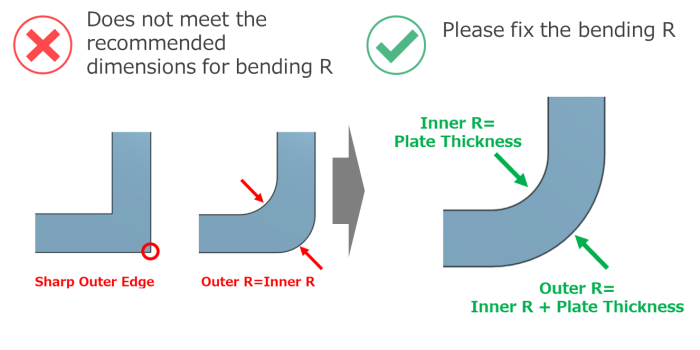 Does not meet the
recommended
dimensions for bending R
Please fix the bending R
Sharp Outer Edge
Outer R=Inner R
Inner R=
Plate Thickness
Outer R=
Inner R + Plate Thickness